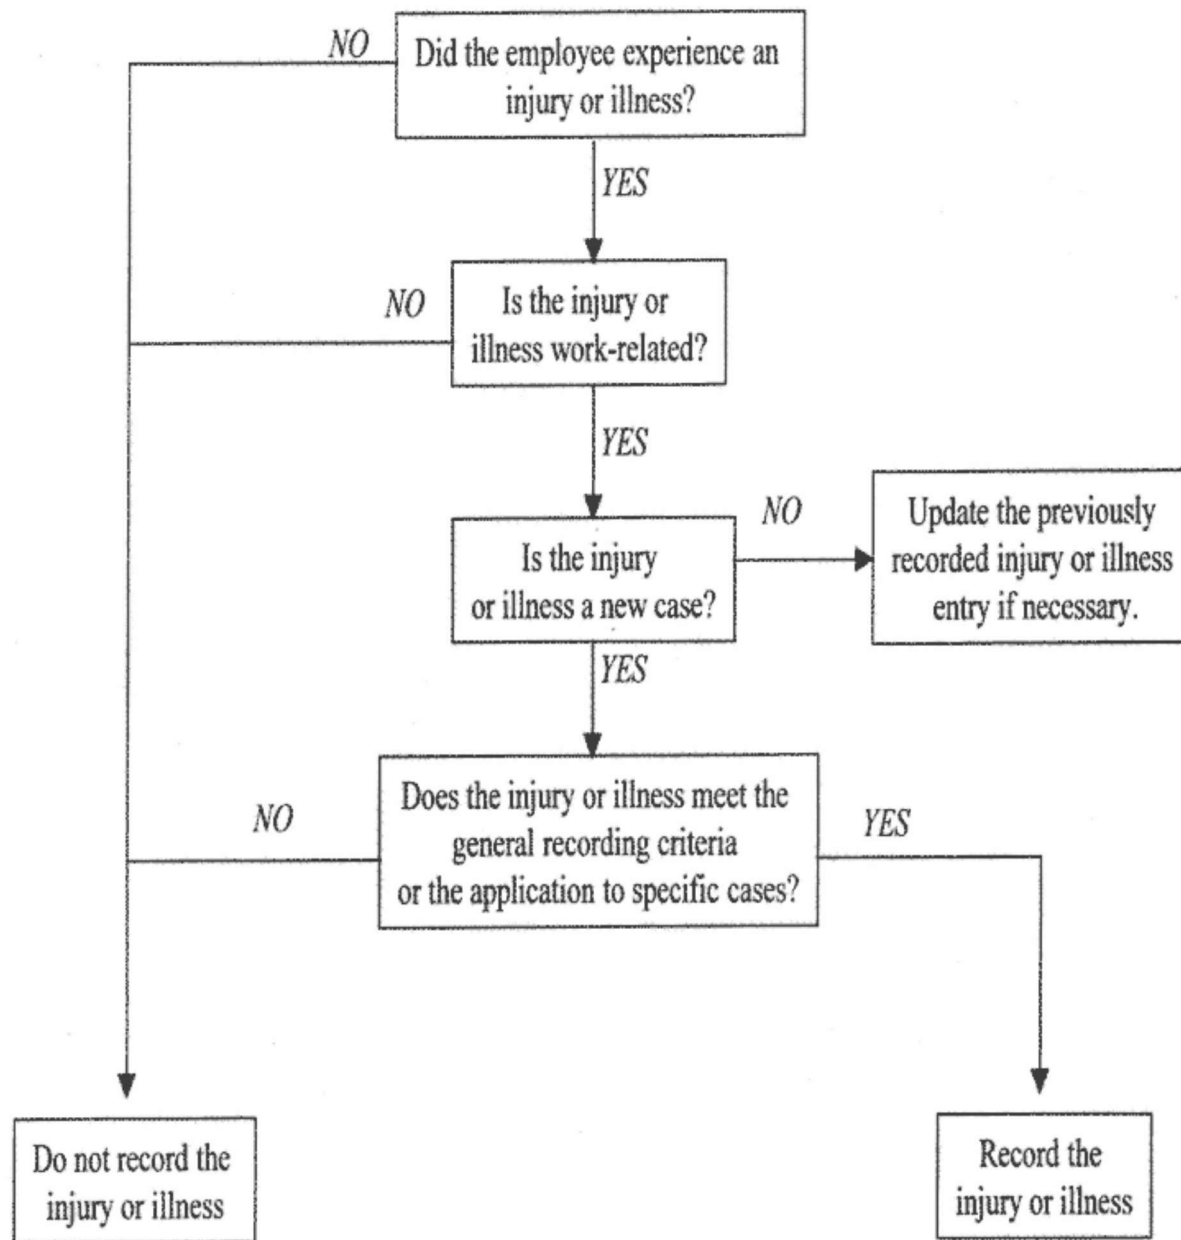 NO
Did the employee experience an
injury or illness?
YES
NO
Is the injury or
illness work-related?
YES
Is the injury
or illness a new case?
NO
Update the previously
recorded injury or illness
entry if necessary.
YES
NO
Does the injury or illness meet the
general recording criteria
or the application to specific cases?
YES
Do not record the
injury or illness
Record the
injury or illness